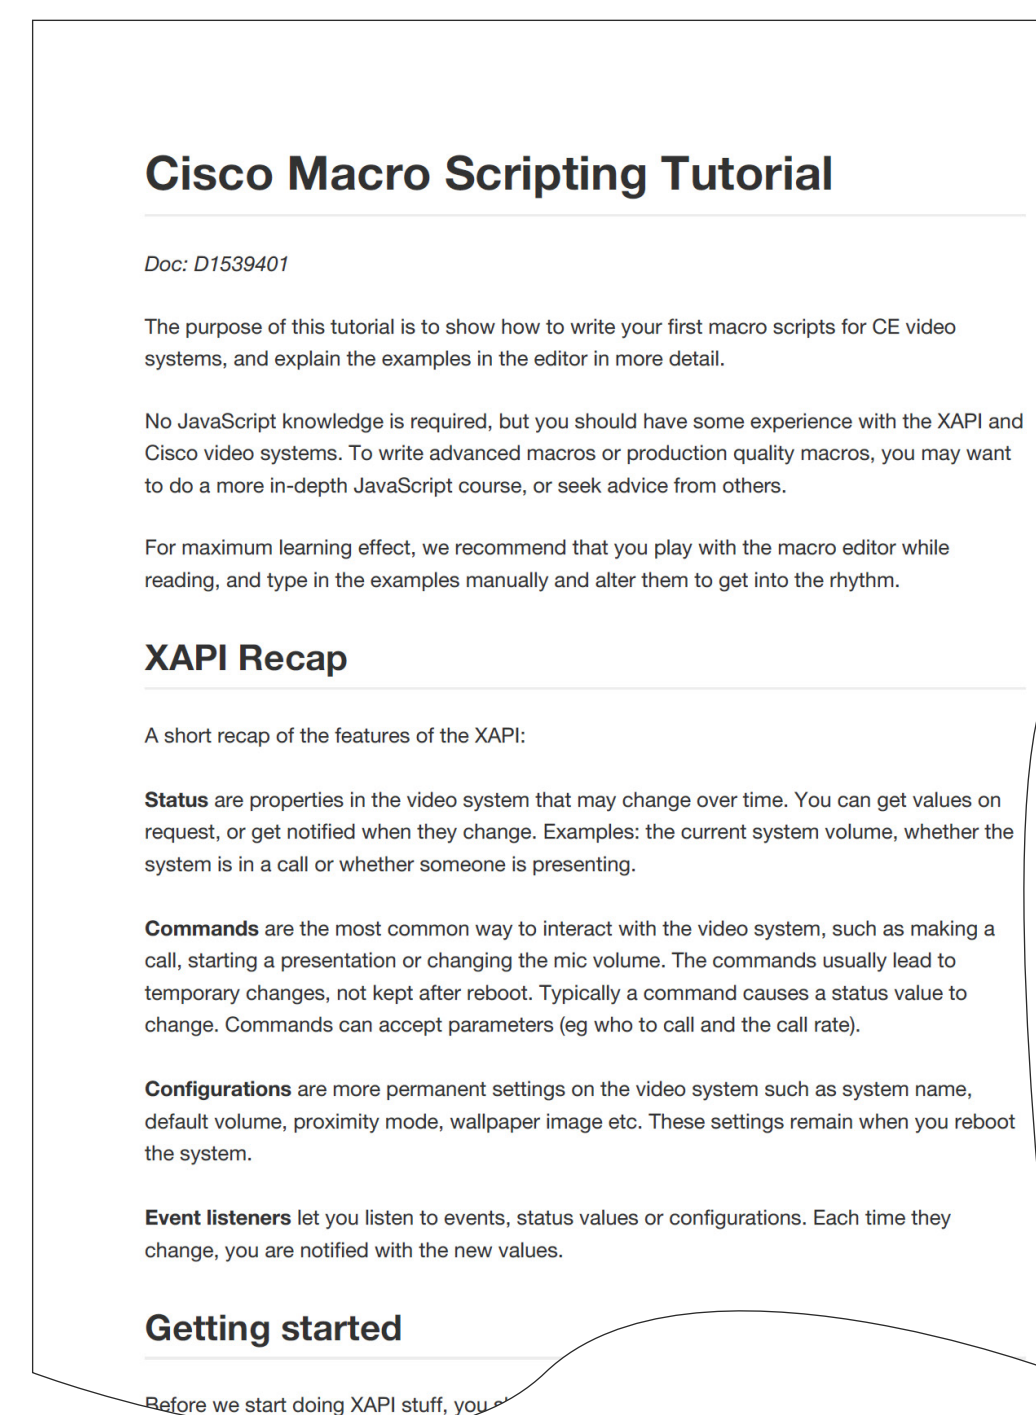 Cisco Macro Scripting Tutorial
Doc: D1539401
The purpose of this tutorial is to show how to write your first macro scripts for CE video
systems, and explain the examples in the editor in more detail.
No JavaScript knowledge is required, but you should have some experience with the XAPI and
Cisco video systems. To write advanced macros or production quality macros, you may want
to do a more in-depth JavaScript course, or seek advice from others.
For maximum learning effect, we recommend that you play with the macro editor while
reading, and type in the examples manually and alter them to get into the rhythm.
XAPI Recap
A short recap of the features of the XAPI:
Status are properties in the video system that may change over time. You can get values on
request, or get notified when they change. Examples: the current system volume, whether the
system is in a call or whether someone is presenting.
Commands are the most common way to interact with the video system, such as making a
call, starting a presentation or changing the mic volume. The commands usually lead to
temporary changes, not kept after reboot. Typically a command causes a status value to
change. Commands can accept parameters (eg who to call and the call rate).
Configurations are more permanent settings on the video system such as system name,
default volume, proximity mode, wallpaper image etc. These settings remain when you reboot
the system.
Event listeners let you listen to events, status values or configurations. Each time they
change, you are notified with the new values.
Getting started
Before we start doing XAPI stuff, you